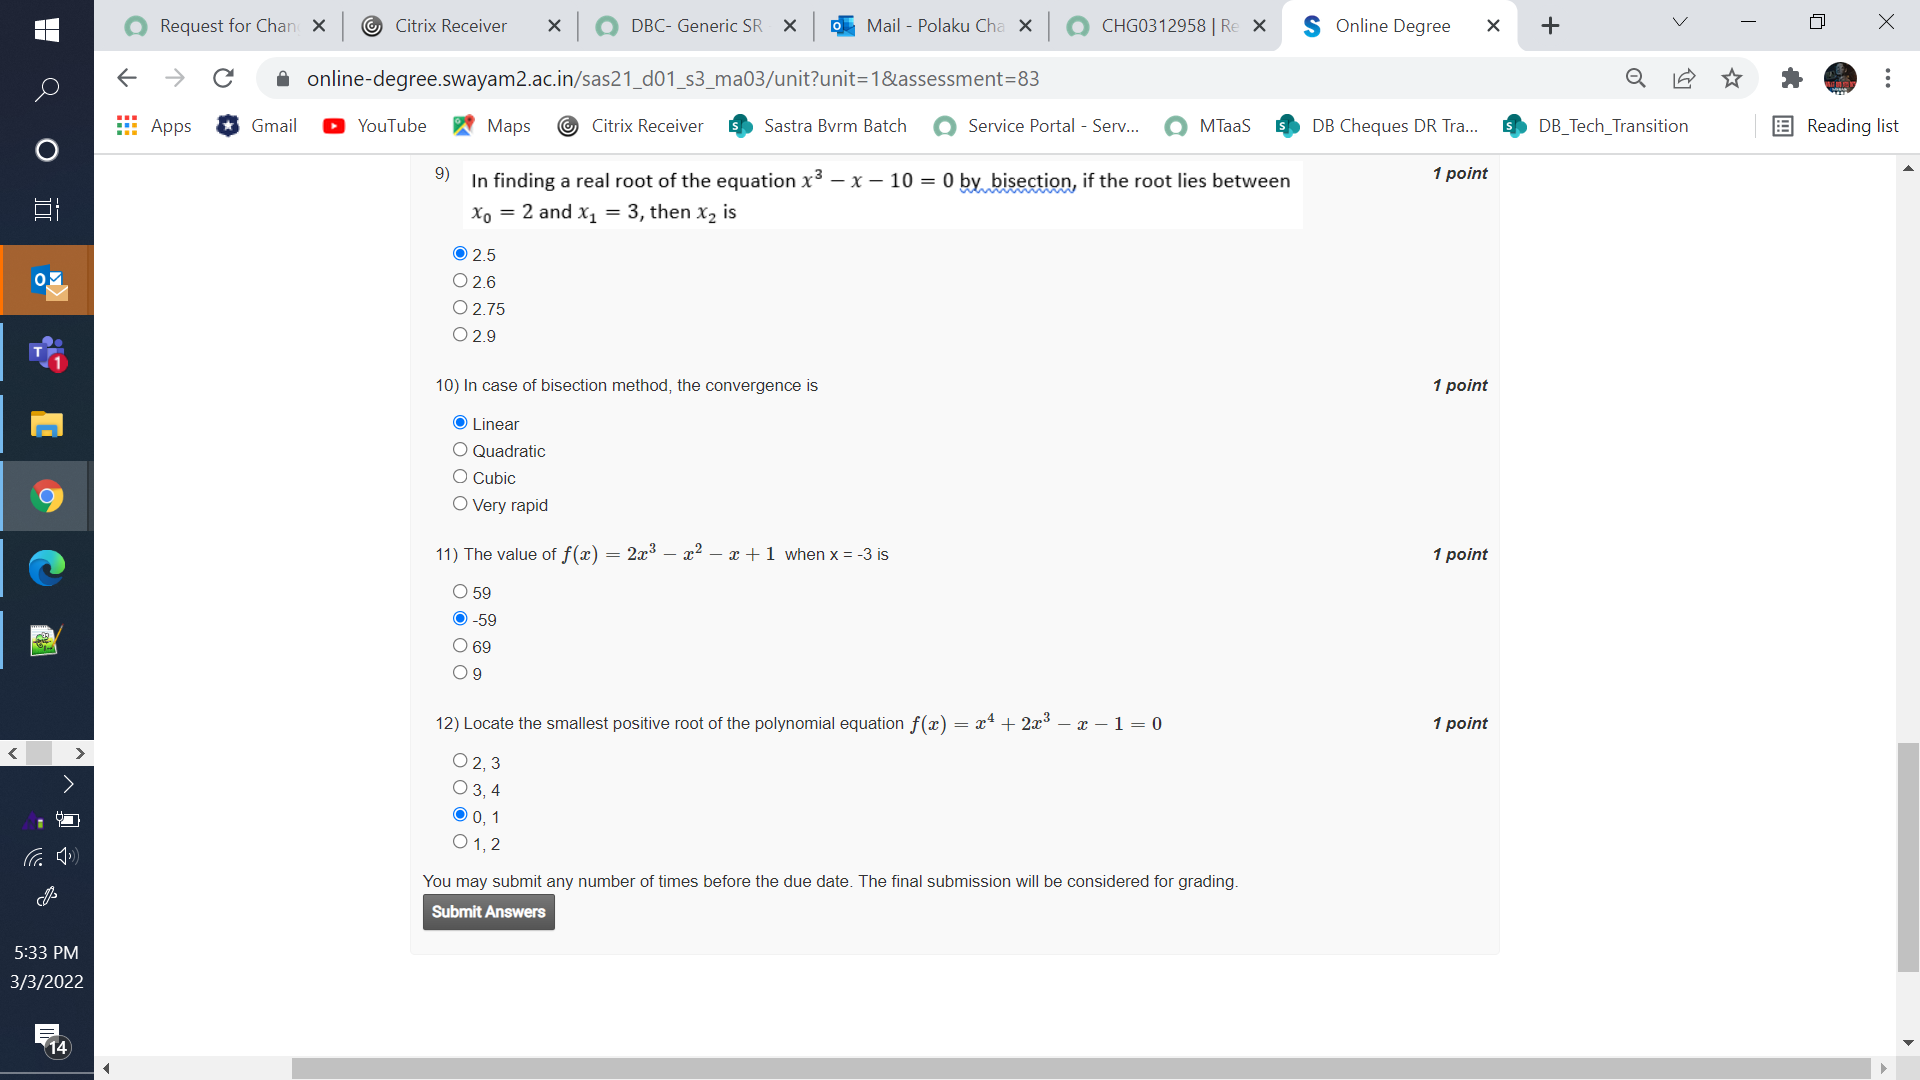 Request for Chan
Citrix Receiver
DBC- Generic SR
Mail - Polaku Cha
CHG0312958 | Re
Online Degree
online-degree.swayam2.ac.in/sas21_d01_s3_ma03/unit?unit=1&assessment=83
Apps
Gmail
YouTube
Maps
Citrix Receiver
Sastra Bvrm Batch
Service Portal - Serv...
MTaaS
DB Cheques DR Tra...
DB_Tech_Transition
Reading list
9) In finding a real root of the equation x³ − x − 10 = 0 by bisection, if the root lies between
x₀ = 2 and x₁ = 3, then x₂ is
1 point
2.5
2.6
2.75
2.9
10) In case of bisection method, the convergence is
1 point
Linear
Quadratic
Cubic
Very rapid
11) The value of f(x) = 2x³ − x² − x + 1 when x = -3 is
1 point
59
-59
69
9
12) Locate the smallest positive root of the polynomial equation f(x) = x⁴ + 2x³ − x − 1 = 0
1 point
2, 3
3, 4
0, 1
1, 2
You may submit any number of times before the due date. The final submission will be considered for grading.
Submit Answers
1
5:33 PM
3/3/2022
14